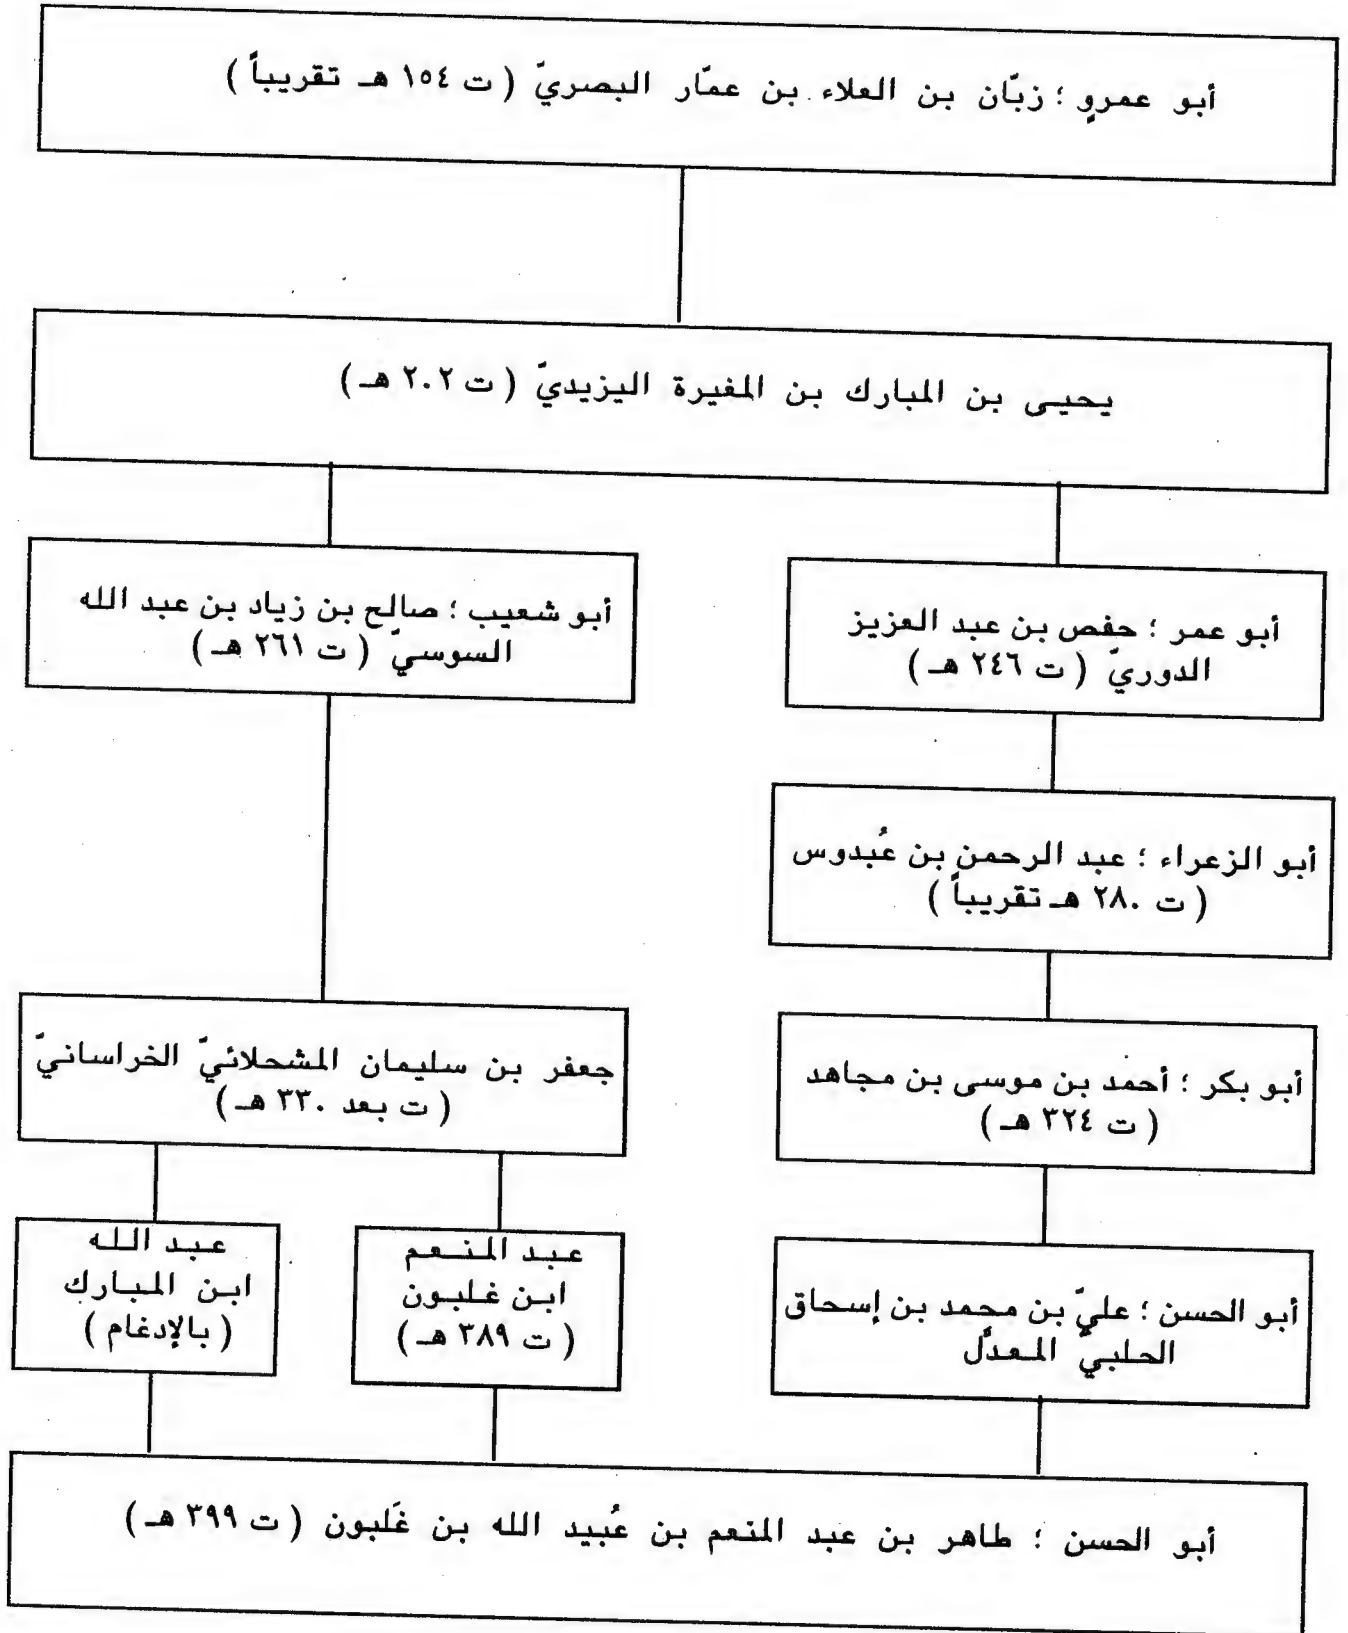 أبو عمروٍ ؛ زبّان بن العلاء بن عمّار البصريّ ( ت ١٥٤ هـ تقريباً )
يحيى بن المبارك بن المغيرة اليزيديّ ( ت ٢٠٢ هـ )
أبو عمر ؛ حفص بن عبد العزيز
الدوريّ ( ت ٢٤٦ هـ )
أبو شعيب ؛ صالح بن زياد بن عبد الله
السوسيّ ( ت ٢٦١ هـ )
أبو الزعراء ؛ عبد الرحمن بن عُبدوس
( ت ٢٨٠ هـ تقريباً )
أبو بكر ؛ أحمد بن موسى بن مجاهد
( ت ٣٢٤ هـ )
جعفر بن سليمان المشحلائيّ الخراسانيّ
( ت بعد ٣٣٠ هـ )
أبو الحسن ؛ عليّ بن محمد بن إسحاق
الحلبيّ المعدَّل
عبد المنعم
ابن غلبون
( ت ٣٨٩ هـ )
عبد الله
ابن المبارك
( بالإدغام )
أبو الحسن ؛ طاهر بن عبد المنعم بن عُبيد الله بن غَلبون ( ت ٣٩٩ هـ )